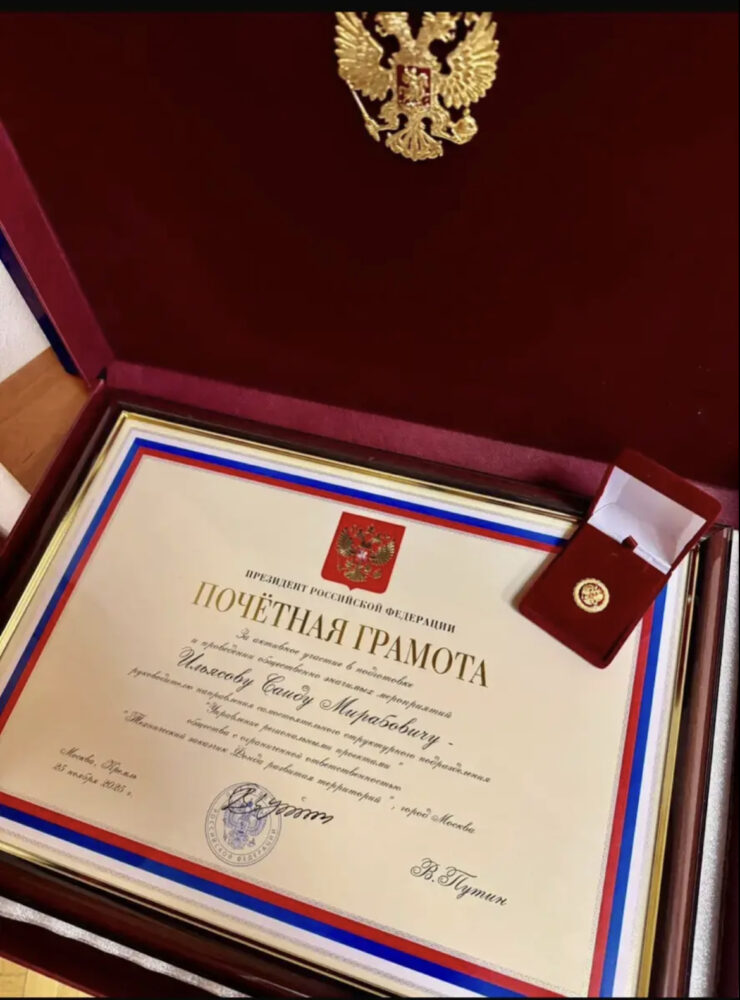 ПРЕЗИДЕНТ РОССИЙСКОЙ ФЕДЕРАЦИИ
ПОЧЁТНАЯ ГРАМОТА
За активное участие в подготовке
и проведении общественно значимых мероприятий
Ильясову Саиду Мирабовичу -
руководителю направления самостоятельного структурного подразделения
"Управление региональными проектами"
общества с ограниченной ответственностью
"Технический заказчик Фонда развития территорий", город Москва
Москва, Кремль
25 ноября 2025 г.
РОССИЙСКОЙ ФЕДЕРАЦИИ
В.Путин